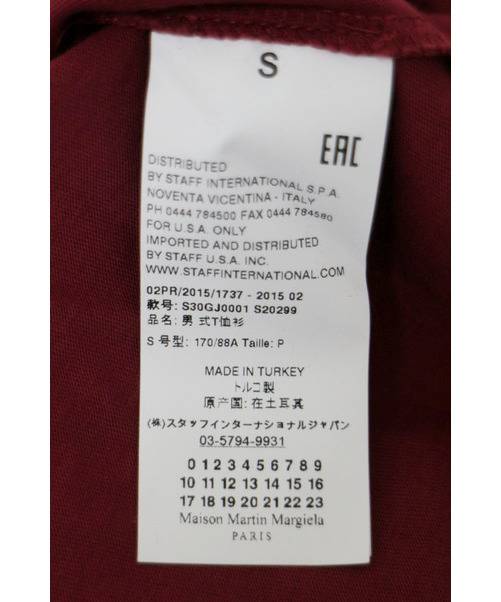 S
EAC
DISTRIBUTED
BY STAFF INTERNATIONAL S.P.A.
NOVENTA VICENTINA - ITALY
PH 0444 784500 FAX 0444 784580
FOR U.S.A. ONLY
IMPORTED AND DISTRIBUTED
BY STAFF U.S.A. INC.
WWW.STAFFINTERNATIONAL.COM
02PR/2015/1737 - 2015 02
款号: S30GJ0001 S20299
品名: 男 式T恤衫
S 号型: 170/88A Taille: P
MADE IN TURKEY
トルコ製
原产国: 在土耳其
(株)スタッフインターナショナルジャパン
03-5794-9931
0 1 2 3 4 5 6 7 8 9
10 11 12 13 14 15 16
17 18 19 20 21 22 23
Maison Martin Margiela
PARIS